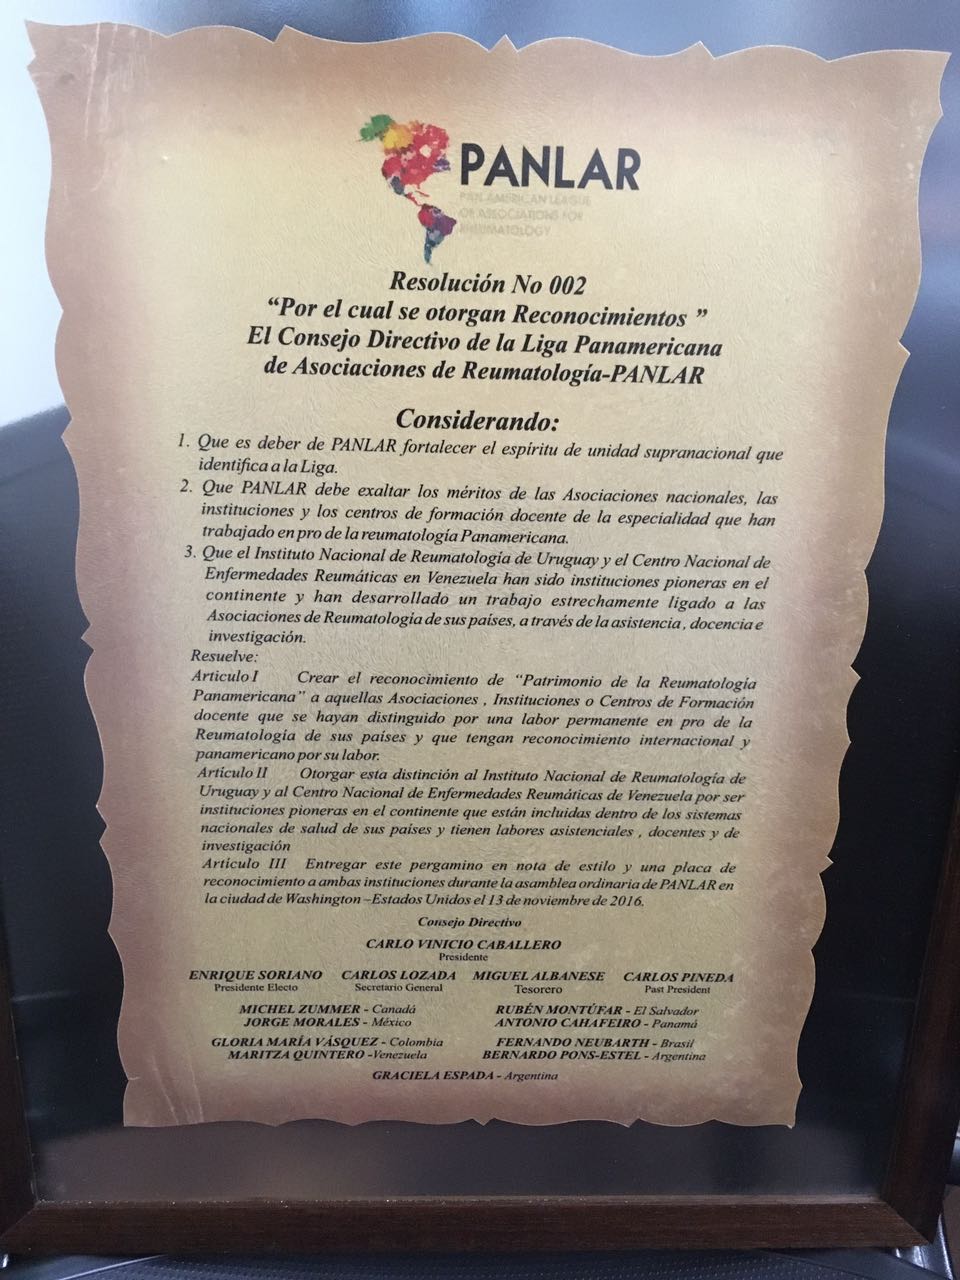 PANLAR
PAN AMERICAN LEAGUE
OF ASSOCIATIONS FOR
RHEUMATOLOGY
Resolución No 002
“Por el cual se otorgan Reconocimientos ”
El Consejo Directivo de la Liga Panamericana
de Asociaciones de Reumatología-PANLAR
Considerando:
1. Que es deber de PANLAR fortalecer el espíritu de unidad supranacional que
identifica a la Liga.
2. Que PANLAR debe exaltar los méritos de las Asociaciones nacionales, las
instituciones y los centros de formación docente de la especialidad que han
trabajado en pro de la reumatología Panamericana.
3. Que el Instituto Nacional de Reumatología de Uruguay y el Centro Nacional de
Enfermedades Reumáticas en Venezuela han sido instituciones pioneras en el
continente y han desarrollado un trabajo estrechamente ligado a las
Asociaciones de Reumatología de sus países, a través de la asistencia , docencia e
investigación.
Resuelve:
Articulo I Crear el reconocimiento de “Patrimonio de la Reumatología
Panamericana” a aquellas Asociaciones , Instituciones o Centros de Formación
docente que se hayan distinguido por una labor permanente en pro de la
Reumatología de sus países y que tengan reconocimiento internacional y
panamericano por su labor.
Artículo II Otorgar esta distinción al Instituto Nacional de Reumatología de
Uruguay y al Centro Nacional de Enfermedades Reumáticas de Venezuela por ser
instituciones pioneras en el continente que están incluidas dentro de los sistemas
nacionales de salud de sus países y tienen labores asistenciales , docentes y de
investigación
Artículo III Entregar este pergamino en nota de estilo y una placa de
reconocimiento a ambas instituciones durante la asamblea ordinaria de PANLAR en
la ciudad de Washington –Estados Unidos el 13 de noviembre de 2016.
Consejo Directivo
CARLO VINICIO CABALLERO
Presidente
ENRIQUE SORIANO CARLOS LOZADA MIGUEL ALBANESE CARLOS PINEDA
Presidente Electo Secretario General Tesorero Past President
MICHEL ZUMMER - Canadá RUBÉN MONTÚFAR - El Salvador
JORGE MORALES - México ANTONIO CAHAFEIRO - Panamá
GLORIA MARÍA VÁSQUEZ - Colombia FERNANDO NEUBARTH - Brasil
MARITZA QUINTERO -Venezuela BERNARDO PONS-ESTEL - Argentina
GRACIELA ESPADA - Argentina